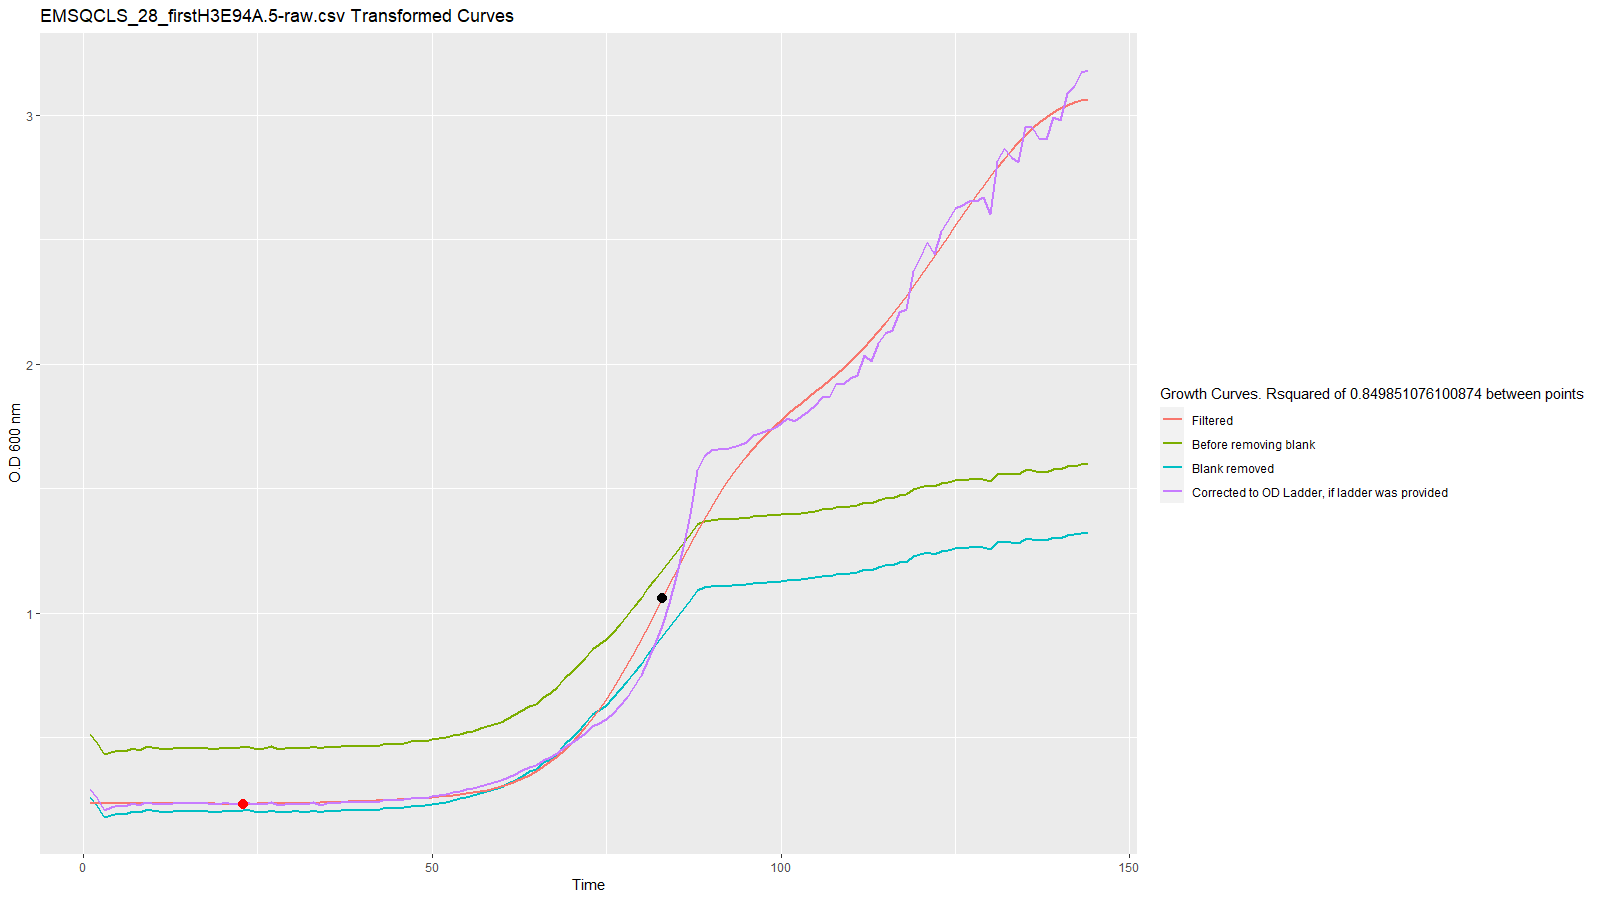 EMSQCLS_28_firstH3E94A.5-raw.csv Transformed Curves
3
2
1
O.D 600 nm
0
50
100
150
Time
Growth Curves. Rsquared of 0.849851076100874 between points
Filtered
Before removing blank
Blank removed
Corrected to OD Ladder, if ladder was provided